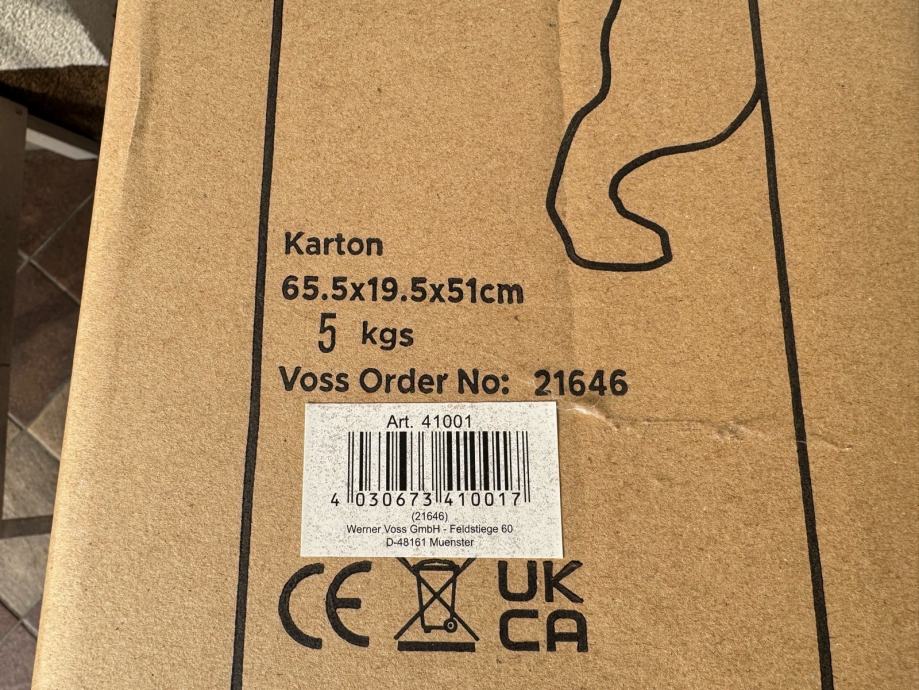 Karton
65.5x19.5x51cm
5 kgs
Voss Order No: 21646
Art. 41001
4 030673 410017
(21646)
Werner Voss GmbH - Feldstiege 60
D-48161 Muenster
CE
UK
CA